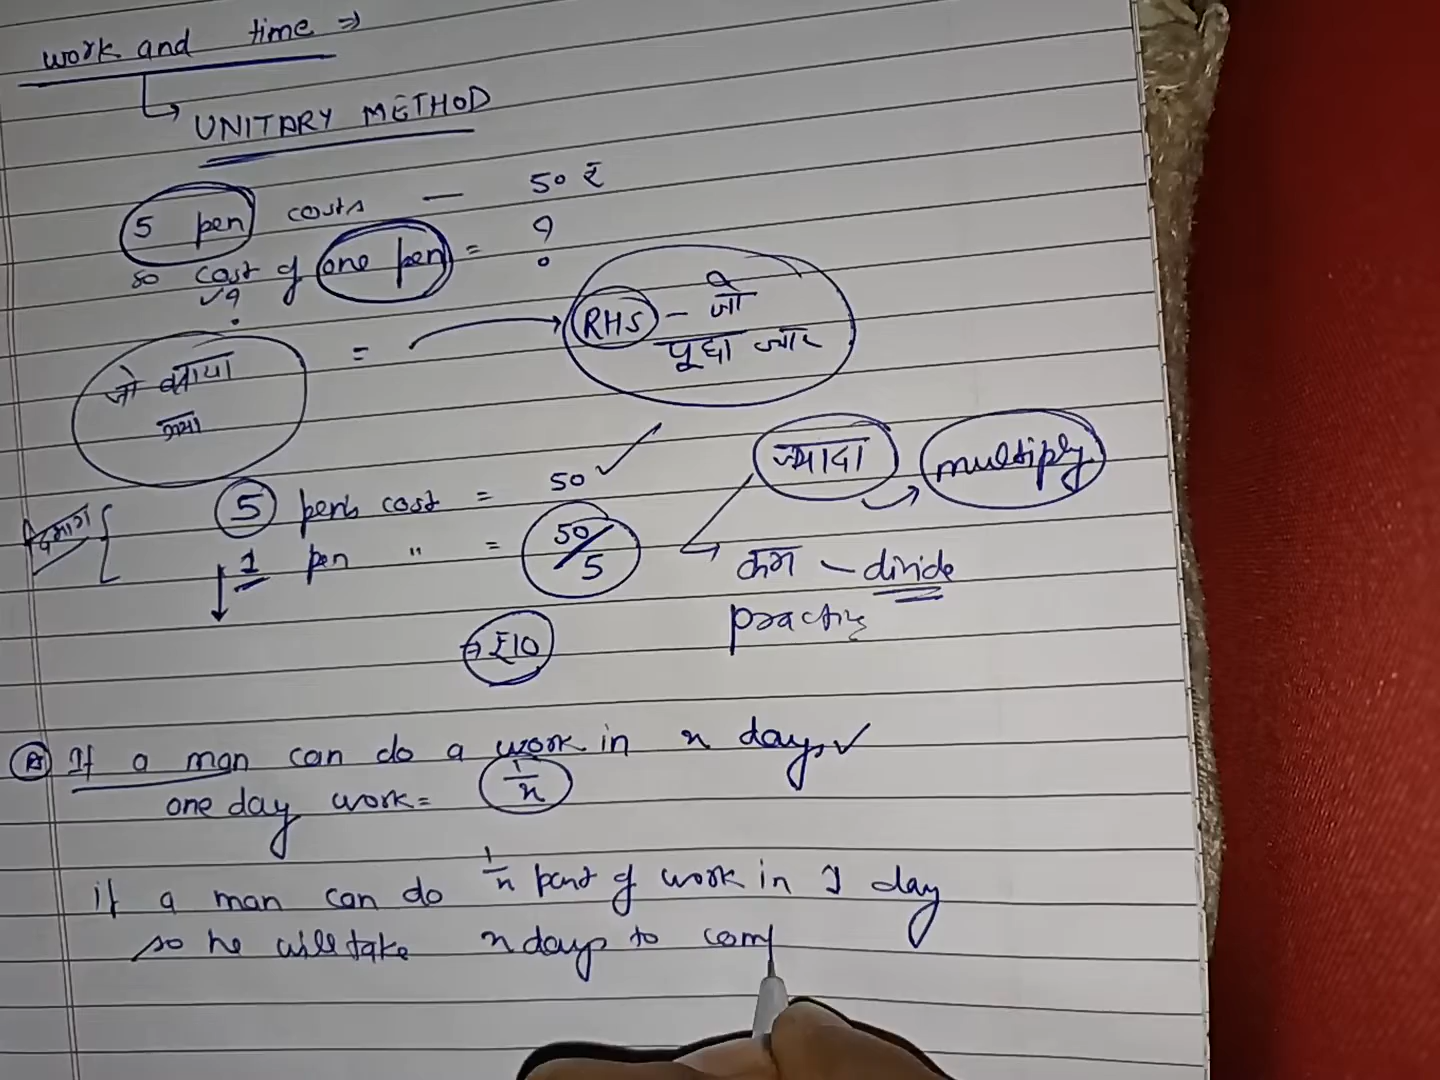 work and time ⇒
UNITARY METHOD
5 pen costs — 50 ₹
so cost of one pen = ?
?
जो बताया = RHS - जो
गया पूछा जाए
5 pens cost = 50 ✓ ज्यादा → multiply
दिमाग { 1 pen " = 50/5 → कम - divide
⇒ ₹10
(A) If a man can do a work in n days ✓
one day work = 1/n
if a man can do 1/n part of work in 1 day
so he will take n days to comp